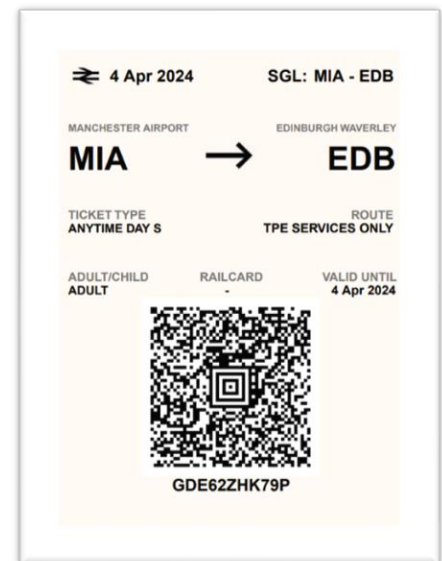 4 Apr 2024 SGL: MIA - EDB
MANCHESTER AIRPORT EDINBURGH WAVERLEY
MIA → EDB
TICKET TYPE ROUTE
ANYTIME DAY S TPE SERVICES ONLY
ADULT/CHILD RAILCARD VALID UNTIL
ADULT - 4 Apr 2024
GDE62ZHK79P